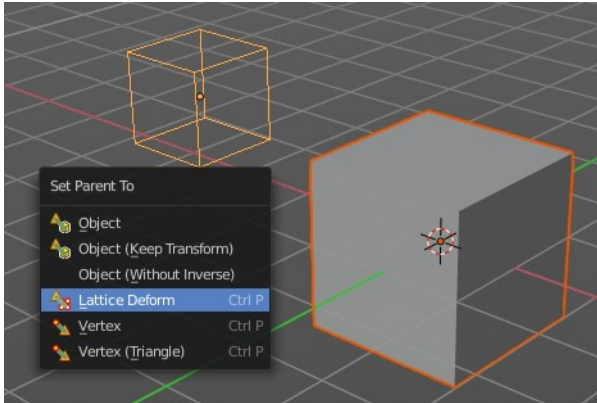 Set Parent To
Object
Object (Keep Transform)
Object (Without Inverse)
Lattice Deform Ctrl P
Vertex Ctrl P
Vertex (Triangle) Ctrl P